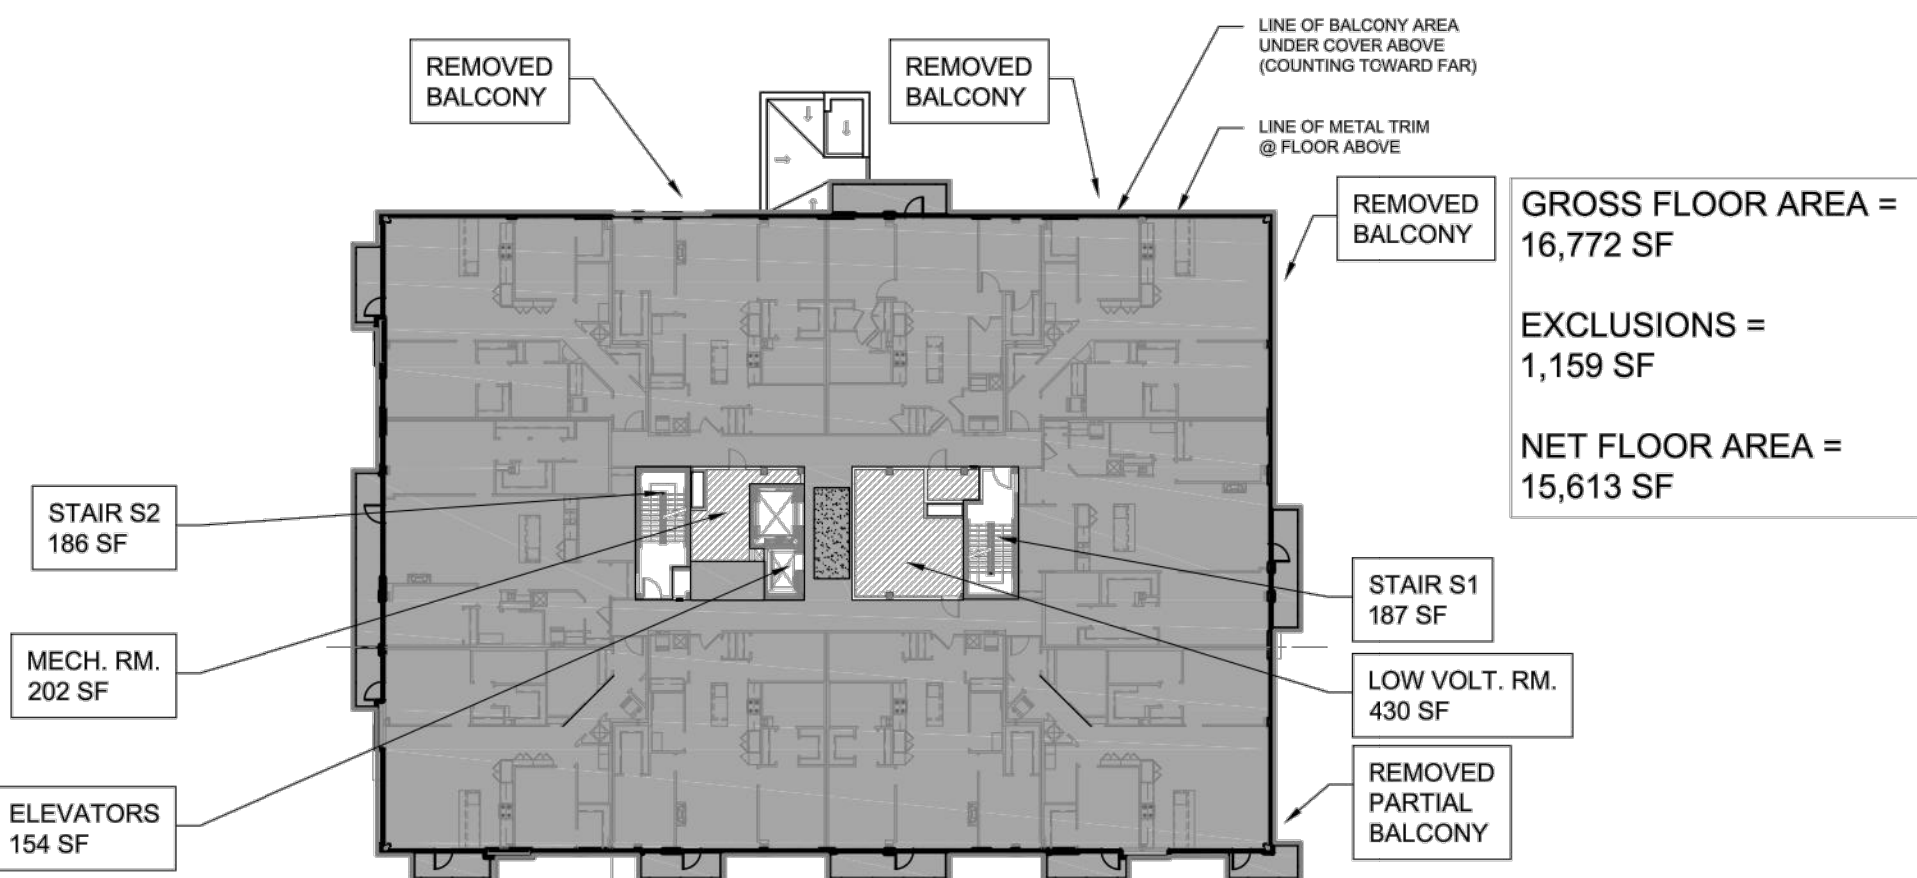 REMOVED
BALCONY
REMOVED
BALCONY
LINE OF BALCONY AREA
UNDER COVER ABOVE
(COUNTING TOWARD FAR)
LINE OF METAL TRIM
@ FLOOR ABOVE
REMOVED
BALCONY
GROSS FLOOR AREA =
16,772 SF
EXCLUSIONS =
1,159 SF
NET FLOOR AREA =
15,613 SF
STAIR S2
186 SF
MECH. RM.
202 SF
ELEVATORS
154 SF
STAIR S1
187 SF
LOW VOLT. RM.
430 SF
REMOVED
PARTIAL
BALCONY